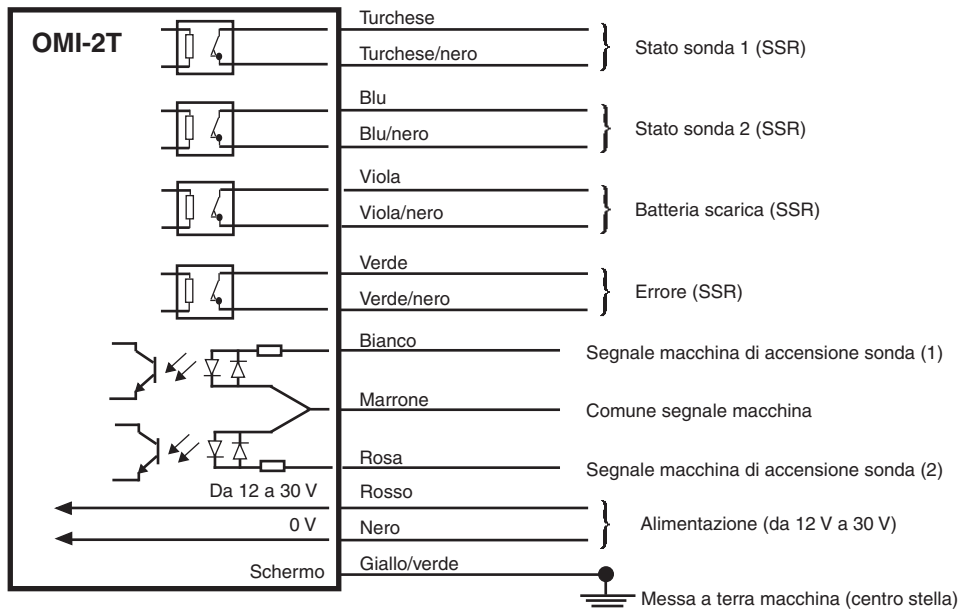 OMI-2T
Turchese
Turchese/nero
Stato sonda 1 (SSR)
Blu
Blu/nero
Stato sonda 2 (SSR)
Viola
Viola/nero
Batteria scarica (SSR)
Verde
Verde/nero
Errore (SSR)
Bianco
Segnale macchina di accensione sonda (1)
Marrone
Comune segnale macchina
Rosa
Segnale macchina di accensione sonda (2)
Da 12 a 30 V
Rosso
0 V
Nero
Alimentazione (da 12 V a 30 V)
Schermo
Giallo/verde
Messa a terra macchina (centro stella)